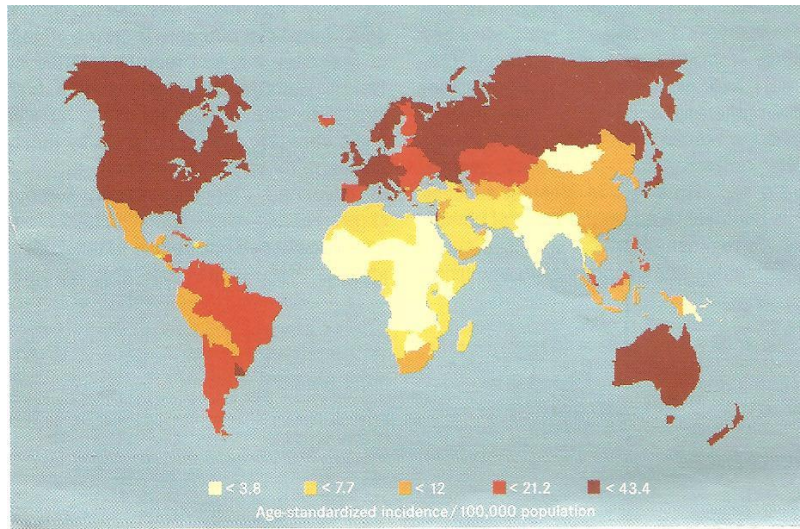 < 3.8 < 7.7 < 12 < 21.2 < 43.4
Age-standardized incidence/100,000 population